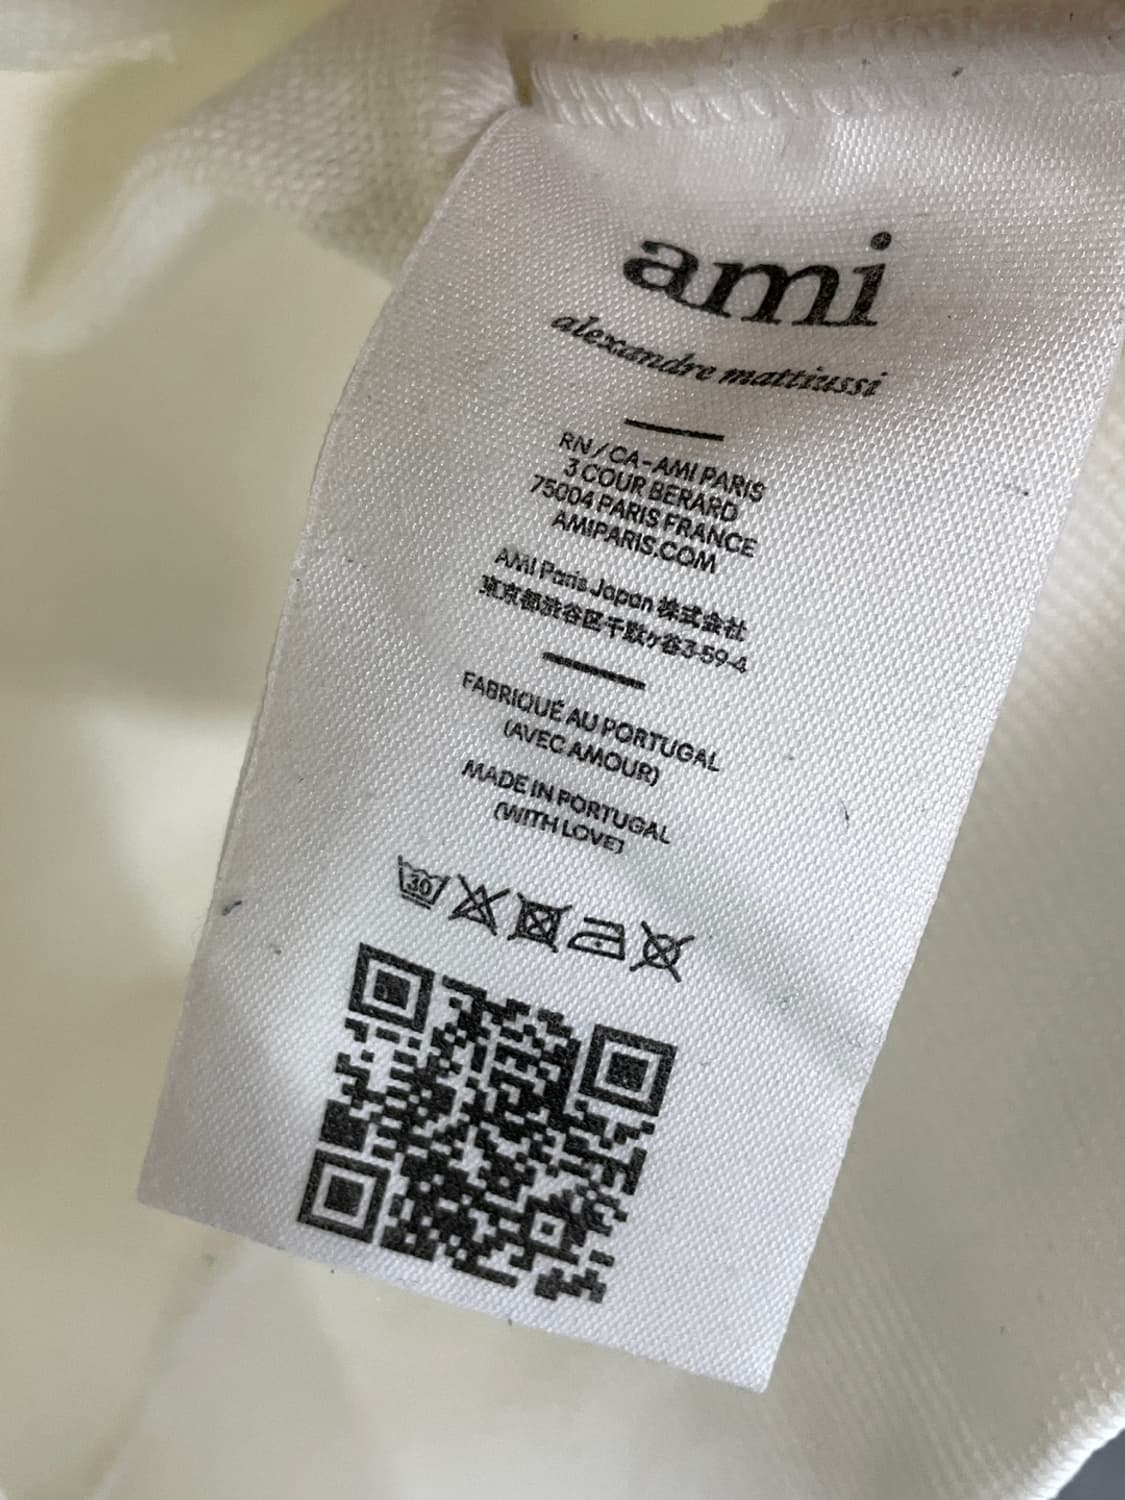 ami
alexandre mattiussi
RN/CA-AMI PARIS
3 COUR BERARD
75004 PARIS FRANCE
AMIPARIS.COM
AMI Paris Japan 株式会社
東京都渋谷区千駄ヶ谷3-59-4
FABRIQUÉ AU PORTUGAL
(AVEC AMOUR)
MADE IN PORTUGAL
(WITH LOVE)
30